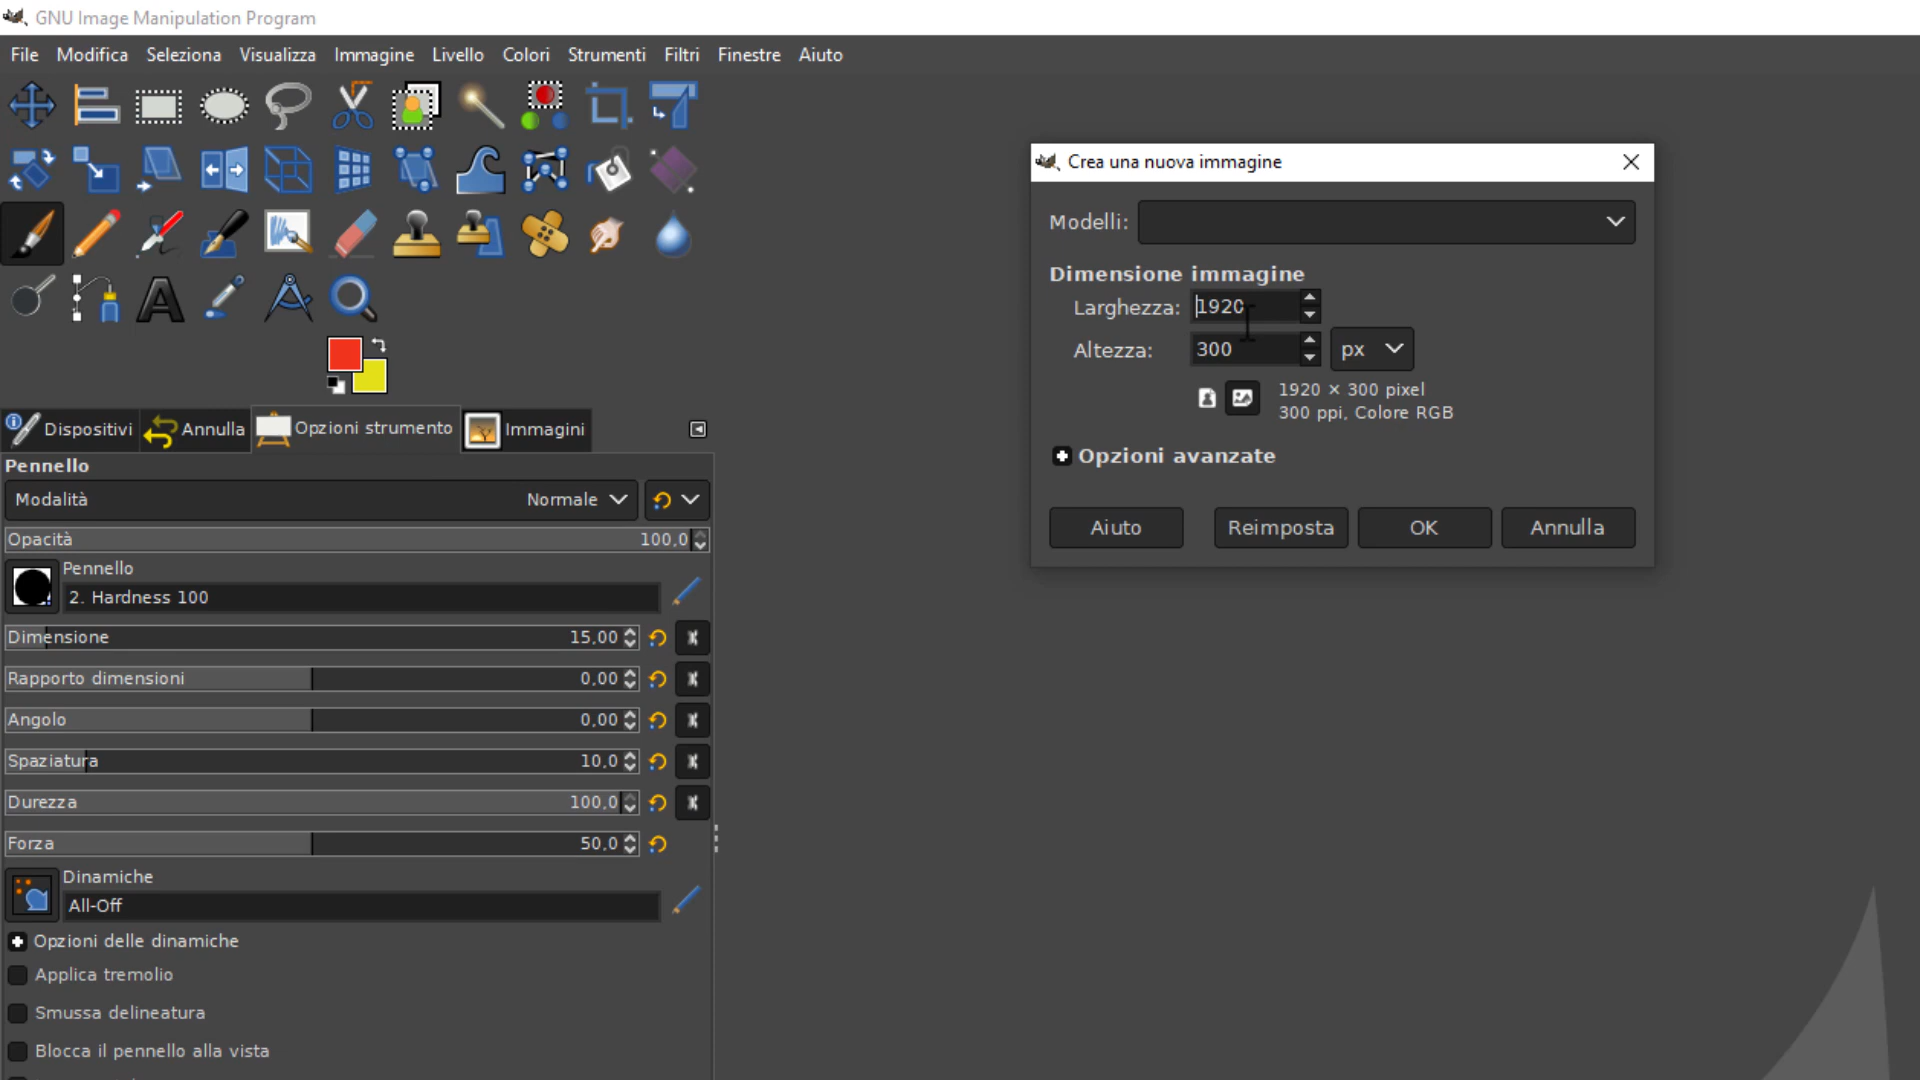 GNU Image Manipulation Program
File Modifica Seleziona Visualizza Immagine Livello Colori Strumenti Filtri Finestre Aiuto
Crea una nuova immagine
Modelli:
Dimensione immagine
Larghezza: 1920
Altezza: 300 px
1920 × 300 pixel
300 ppi, Colore RGB
Opzioni avanzate
Aiuto Reimposta OK Annulla
Dispositivi Annulla Opzioni strumento Immagini
Pennello
Modalità Normale
Opacità 100,0
Pennello
2. Hardness 100
Dimensione 15,00
Rapporto dimensioni 0,00
Angolo 0,00
Spaziatura 10,0
Durezza 100,0
Forza 50,0
Dinamiche
All-Off
Opzioni delle dinamiche
Applica tremolio
Smussa delineatura
Blocca il pennello alla vista